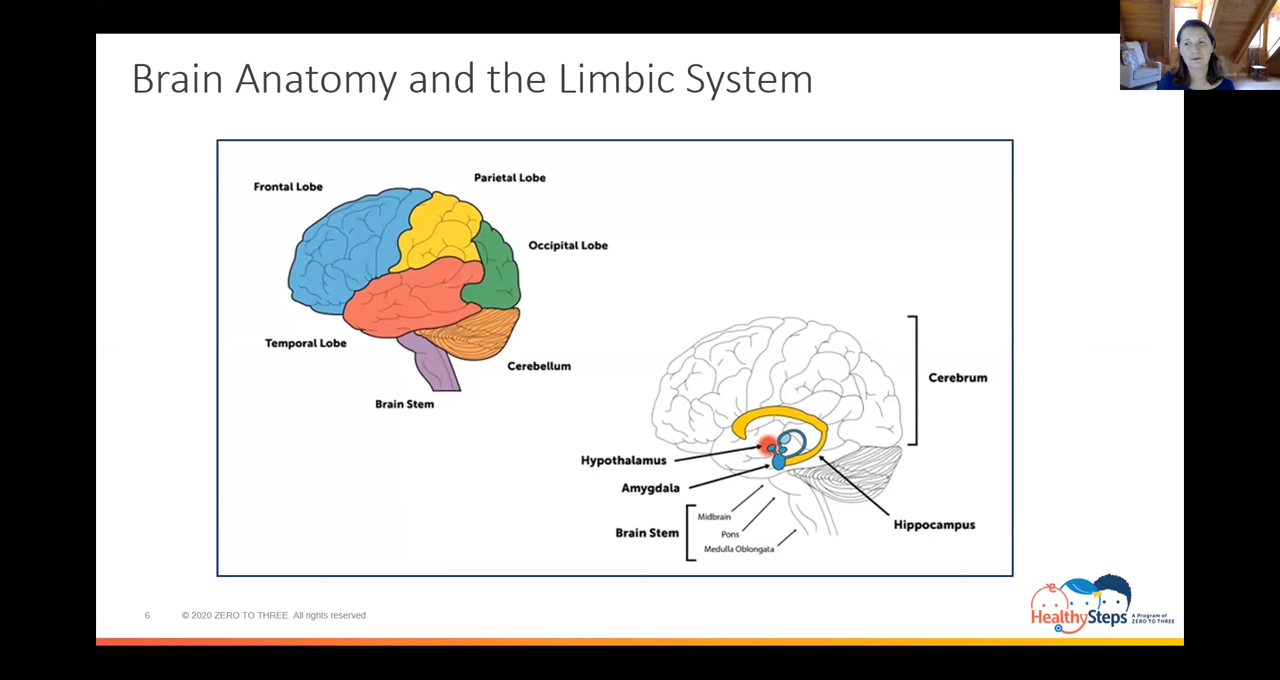 Brain Anatomy and the Limbic System
Frontal Lobe
Parietal Lobe
Occipital Lobe
Temporal Lobe
Cerebellum
Brain Stem
Cerebrum
Hypothalamus
Amygdala
Brain Stem
Midbrain
Pons
Medulla Oblongata
Hippocampus
6
© 2020 ZERO TO THREE. All rights reserved
HealthySteps
A Program of
ZERO TO THREE